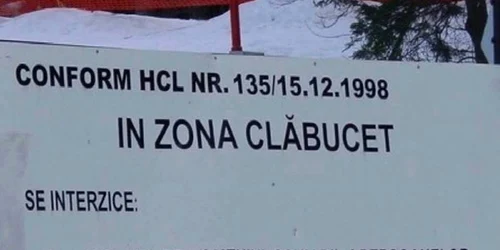 CONFORM HCL NR. 135/15.12.1998
IN ZONA CLĂBUCET
SE INTERZICE: